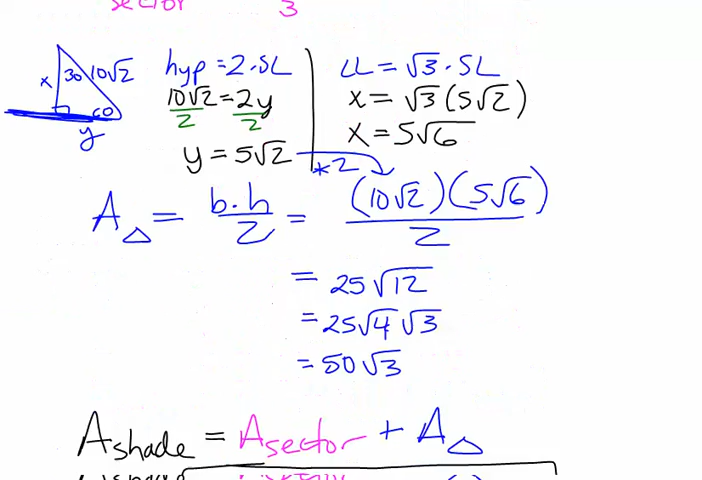 sector 3
x 30 10√2 60 y
hyp = 2·SL
10√2 = 2y
2 2
y = 5√2
*2
LL = √3·SL
x = √3(5√2)
x = 5√6
A△ = b·h/2 = (10√2)(5√6)/2
= 25√12
= 25√4√3
= 50√3
Ashade = Asector + A△